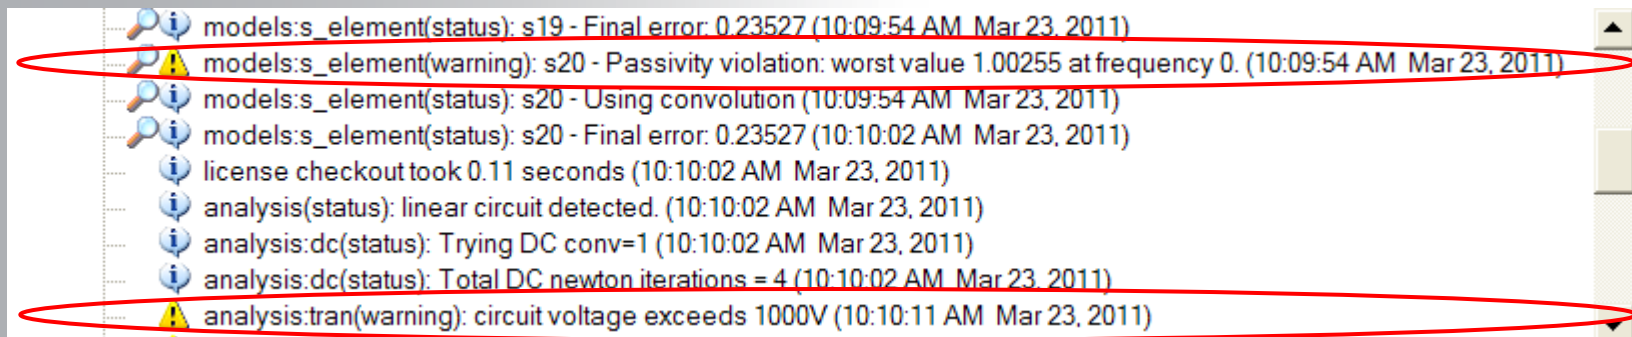 models:s_element(status): s19 - Final error: 0.23527 (10:09:54 AM  Mar 23, 2011)
models:s_element(warning): s20 - Passivity violation: worst value 1.00255 at frequency 0. (10:09:54 AM  Mar 23, 2011)
models:s_element(status): s20 - Using convolution (10:09:54 AM  Mar 23, 2011)
models:s_element(status): s20 - Final error: 0.23527 (10:10:02 AM  Mar 23, 2011)
license checkout took 0.11 seconds (10:10:02 AM  Mar 23, 2011)
analysis(status): linear circuit detected. (10:10:02 AM  Mar 23, 2011)
analysis:dc(status): Trying DC conv=1 (10:10:02 AM  Mar 23, 2011)
analysis:dc(status): Total DC newton iterations = 4 (10:10:02 AM  Mar 23, 2011)
analysis:tran(warning): circuit voltage exceeds 1000V (10:10:11 AM  Mar 23, 2011)